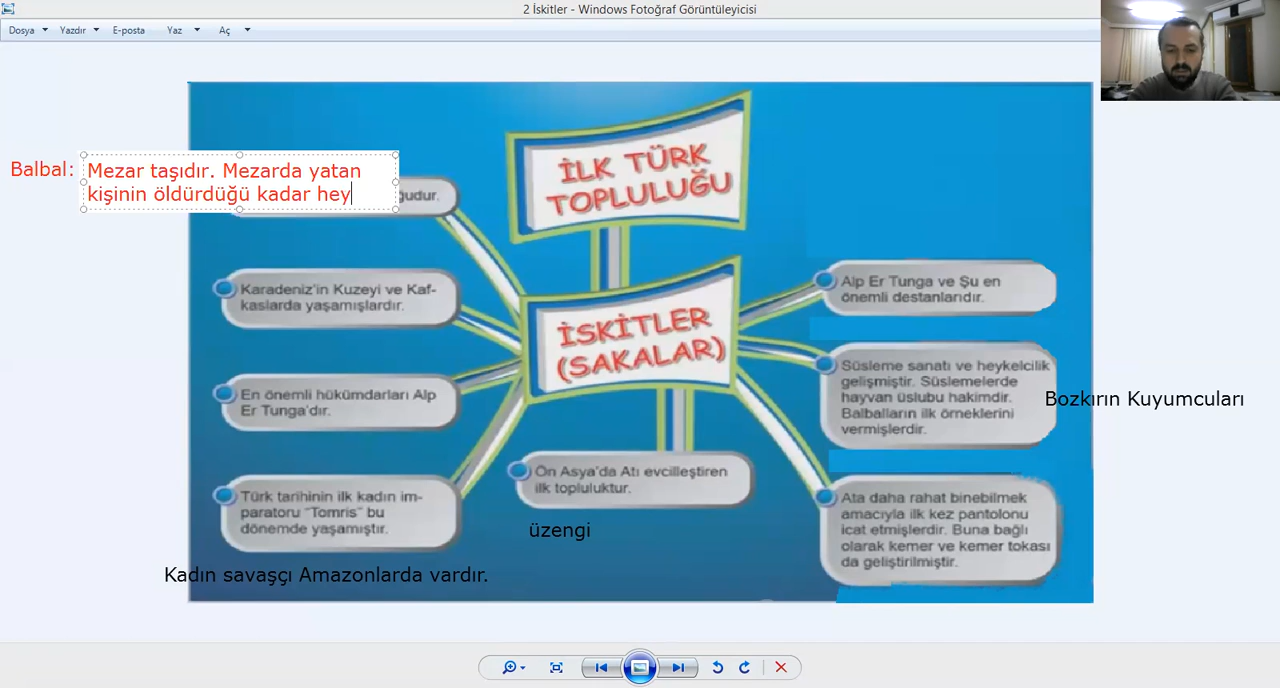 2 İskitler - Windows Fotoğraf Görüntüleyicisi
Dosya Yazdır E-posta Yaz Aç
Balbal:
Mezar taşıdır. Mezarda yatan
kişinin öldürdüğü kadar hey
ğudur.
İLK TÜRK
TOPLULUĞU
Karadeniz'in Kuzeyi ve Kaf-
kaslarda yaşamışlardır.
En önemli hükümdarları Alp
Er Tunga'dır.
Türk tarihinin ilk kadın im-
paratoru "Tomris" bu
dönemde yaşamıştır.
Kadın savaşçı Amazonlarda vardır.
İSKİTLER
(SAKALAR)
Ön Asya'da Atı evcilleştiren
ilk topluluktur.
üzengi
Alp Er Tunga ve Şu en
önemli destanlarıdır.
Süsleme sanatı ve heykelcilik
gelişmiştir. Süslemelerde
hayvan üslubu hakimdir.
Balbalların ilk örneklerini
vermişlerdir.
Bozkırın Kuyumcuları
Ata daha rahat binebilmek
amacıyla ilk kez pantolonu
icat etmişlerdir. Buna bağlı
olarak kemer ve kemer tokası
da geliştirilmiştir.